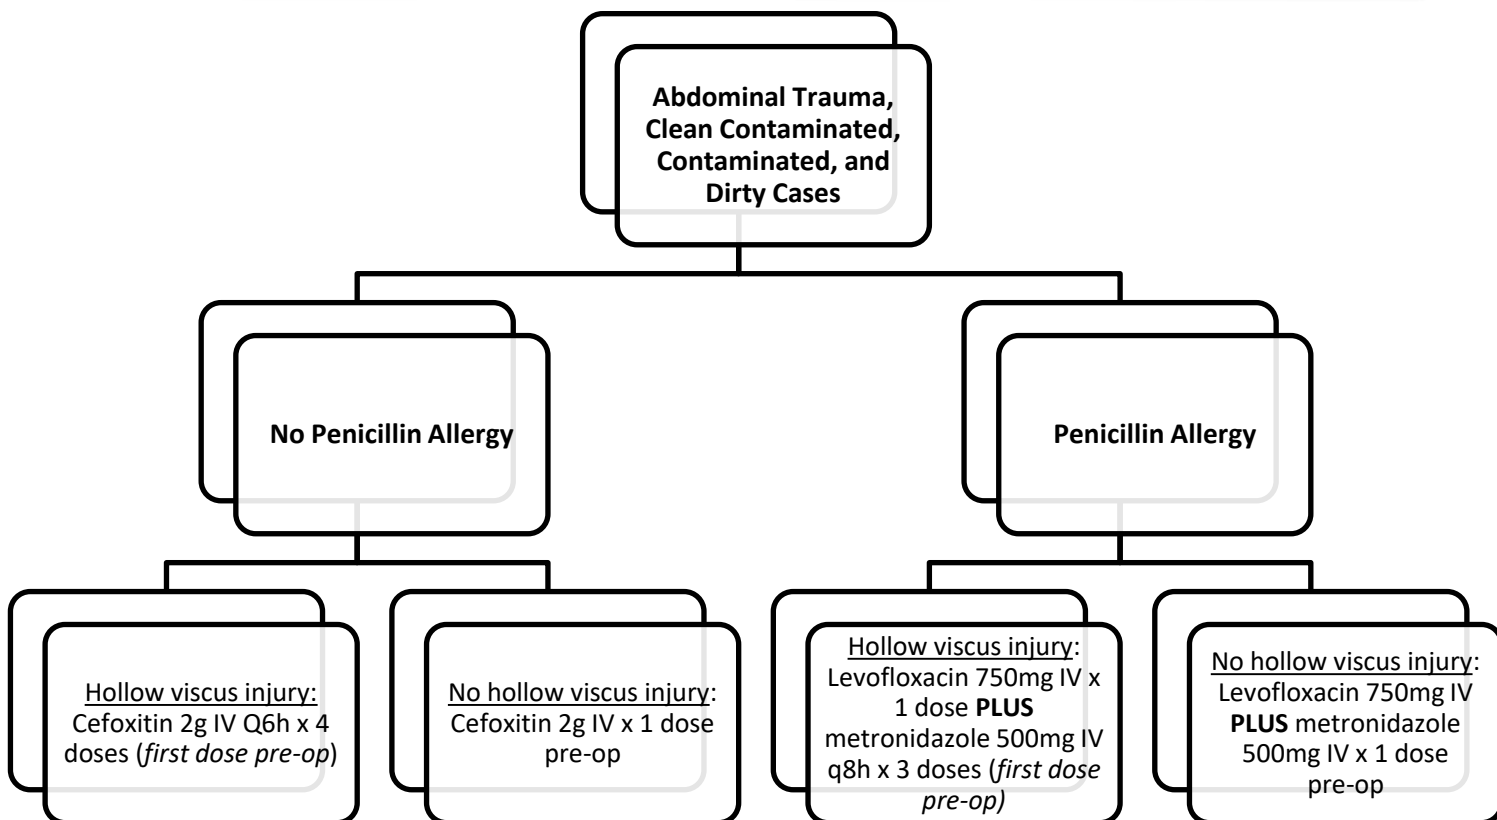 Abdominal Trauma,
Clean Contaminated,
Contaminated, and
Dirty Cases
No Penicillin Allergy
Penicillin Allergy
Hollow viscus injury:
Cefoxitin 2g IV Q6h x 4
doses (first dose pre-op)
No hollow viscus injury:
Cefoxitin 2g IV x 1 dose
pre-op
Hollow viscus injury:
Levofloxacin 750mg IV x
1 dose PLUS
metronidazole 500mg IV
q8h x 3 doses (first dose
pre-op)
No hollow viscus injury:
Levofloxacin 750mg IV
PLUS metronidazole
500mg IV x 1 dose
pre-op